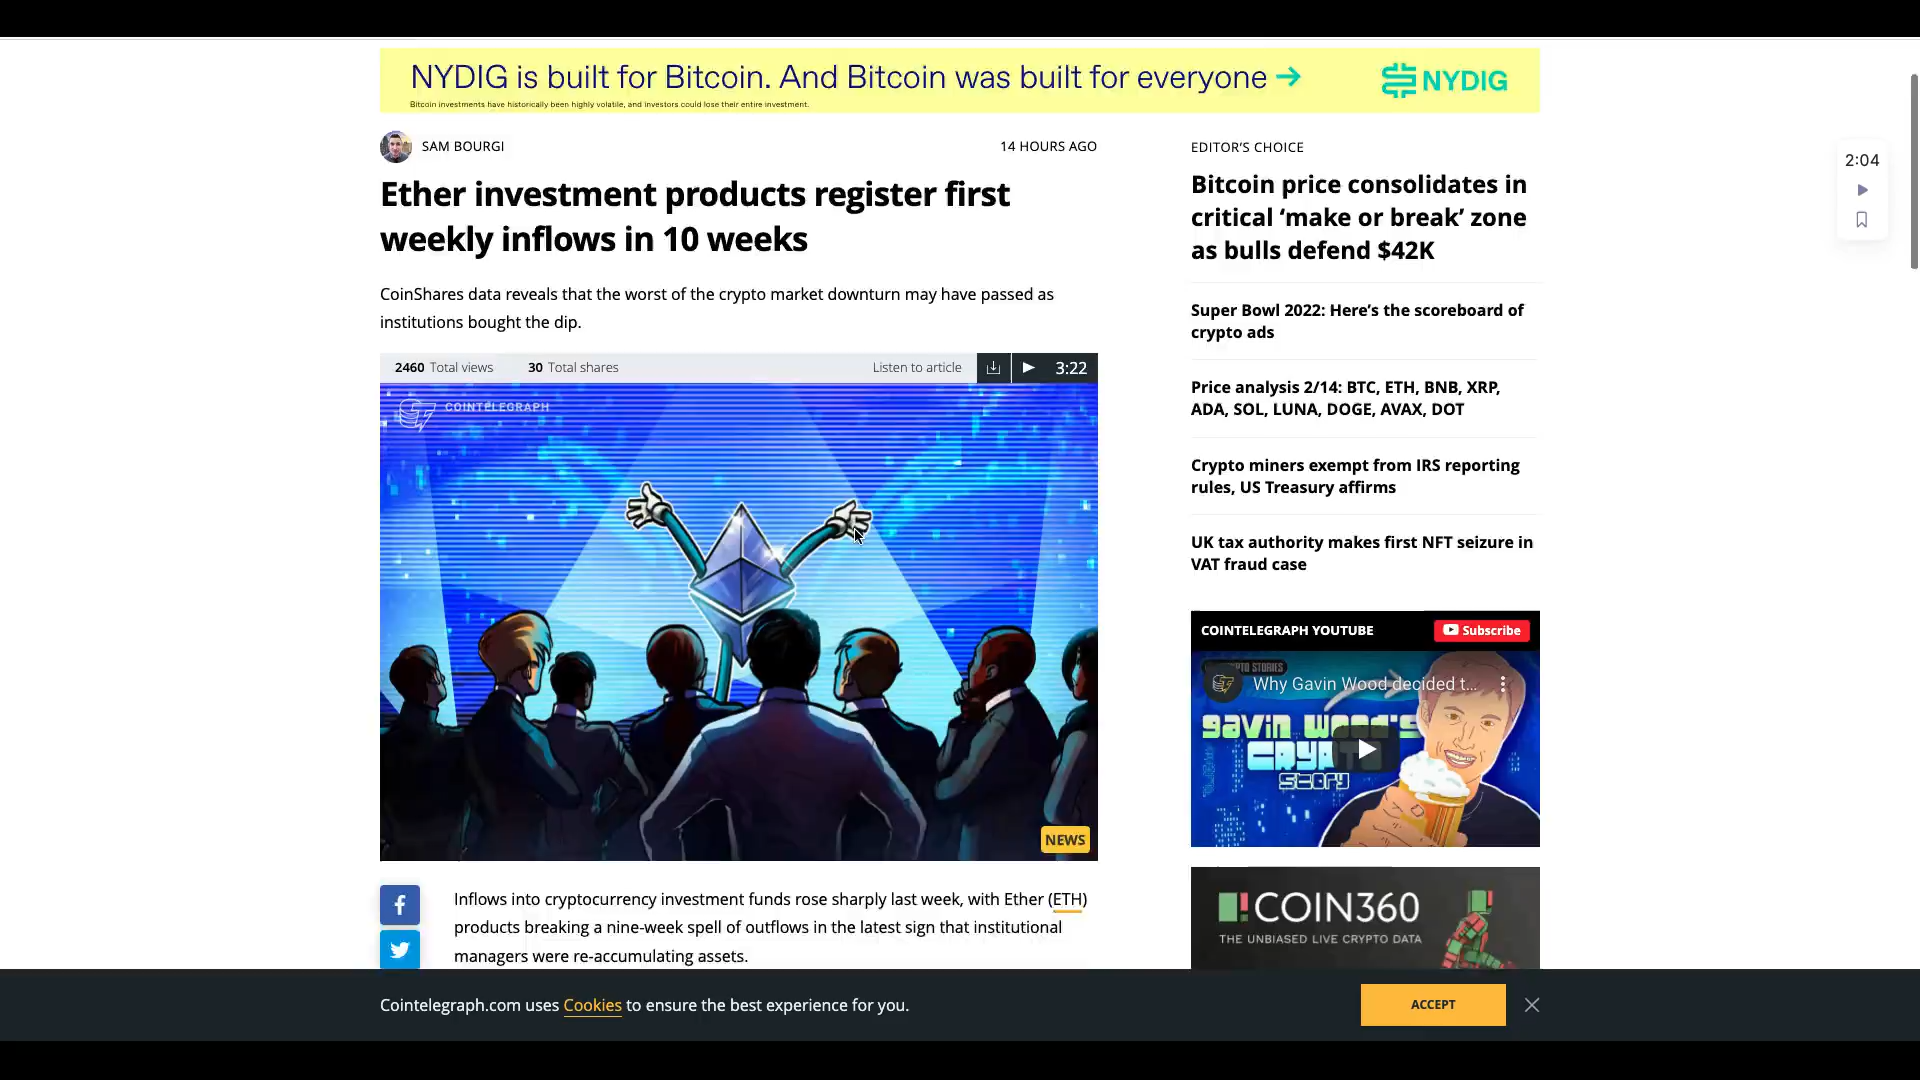 NYDIG is built for Bitcoin. And Bitcoin was built for everyone →
NYDIG
Bitcoin investments have historically been highly volatile, and investors could lose their entire investment.
SAM BOURGI
14 HOURS AGO
Ether investment products register first
weekly inflows in 10 weeks
CoinShares data reveals that the worst of the crypto market downturn may have passed as
institutions bought the dip.
2460 Total views
30 Total shares
Listen to article
3:22
COINTELEGRAPH
NEWS
Inflows into cryptocurrency investment funds rose sharply last week, with Ether (ETH)
products breaking a nine-week spell of outflows in the latest sign that institutional
managers were re-accumulating assets.
EDITOR'S CHOICE
Bitcoin price consolidates in
critical ‘make or break’ zone
as bulls defend $42K
Super Bowl 2022: Here’s the scoreboard of
crypto ads
Price analysis 2/14: BTC, ETH, BNB, XRP,
ADA, SOL, LUNA, DOGE, AVAX, DOT
Crypto miners exempt from IRS reporting
rules, US Treasury affirms
UK tax authority makes first NFT seizure in
VAT fraud case
COINTELEGRAPH YOUTUBE
Subscribe
STORIES
Why Gavin Wood decided t...
GAVIN WOOD'S
CRYPTO
STORY
COIN360
THE UNBIASED LIVE CRYPTO DATA
2:04
Cointelegraph.com uses Cookies to ensure the best experience for you.
ACCEPT